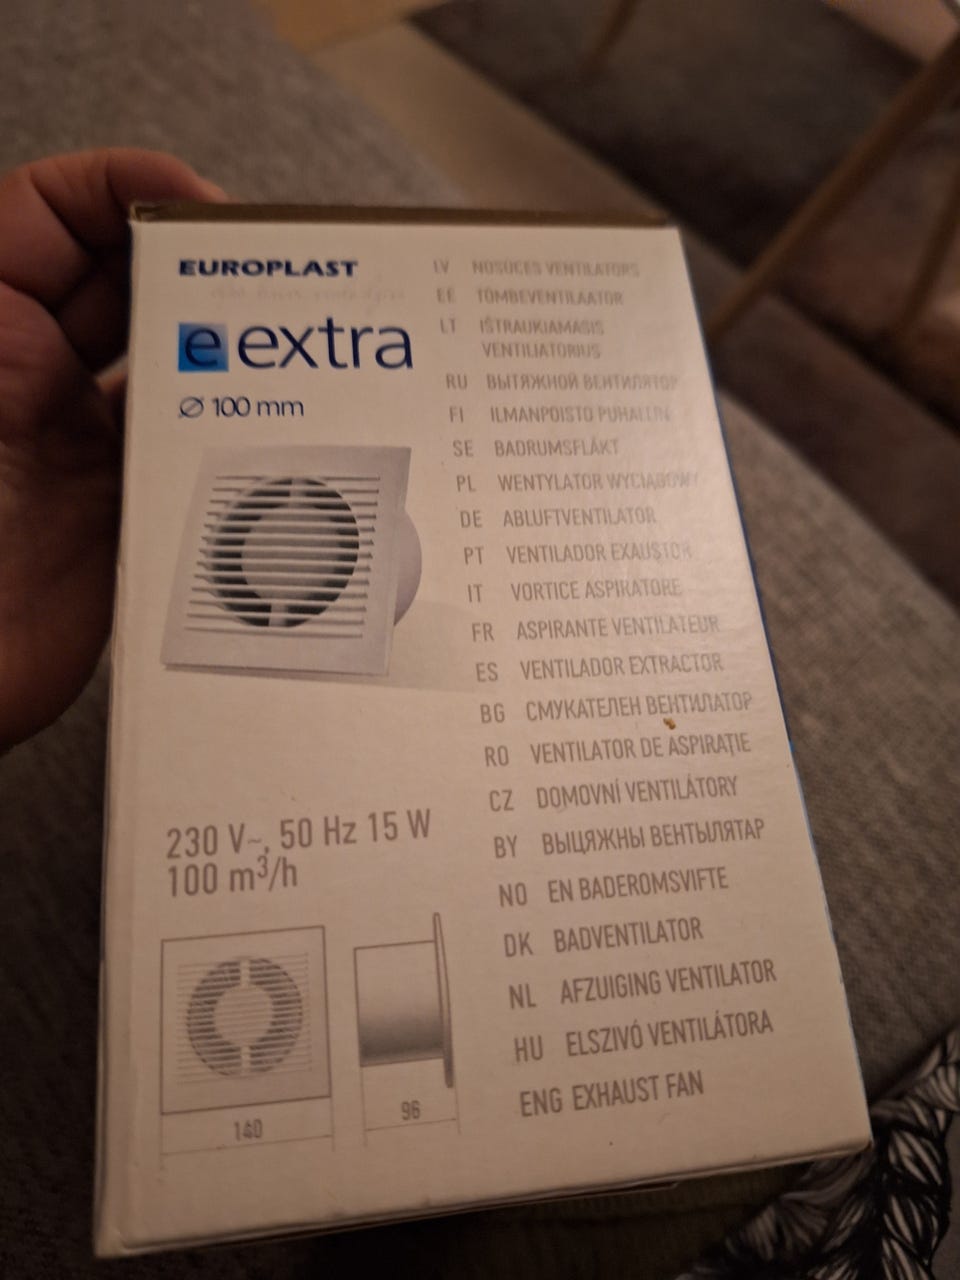 EUROPLAST
e extra
Ø 100 mm
230 V~, 50 Hz 15 W
100 m³/h
140
96
LV NOSŪCES VENTILATORS
EE TÕMBEVENTILAATOR
LT IŠTRAUKIAMASIS
VENTILIATORIUS
RU ВЫТЯЖНОЙ ВЕНТИЛЯТОР
FI ILMANPOISTO PUHALLIN
SE BADRUMSFLÄKT
PL WENTYLATOR WYCIĄGOWY
DE ABLUFTVENTILATOR
PT VENTILADOR EXAUSTOR
IT VORTICE ASPIRATORE
FR ASPIRANTE VENTILATEUR
ES VENTILADOR EXTRACTOR
BG СМУКАТЕЛЕН ВЕНТИЛАТОР
RO VENTILATOR DE ASPIRAȚIE
CZ DOMOVNÍ VENTILÁTORY
BY ВЫЦЯЖНЫ ВЕНТЫЛЯТАР
NO EN BADEROMSVIFTE
DK BADVENTILATOR
NL AFZUIGING VENTILATOR
HU ELSZIVÓ VENTILÁTORA
ENG EXHAUST FAN